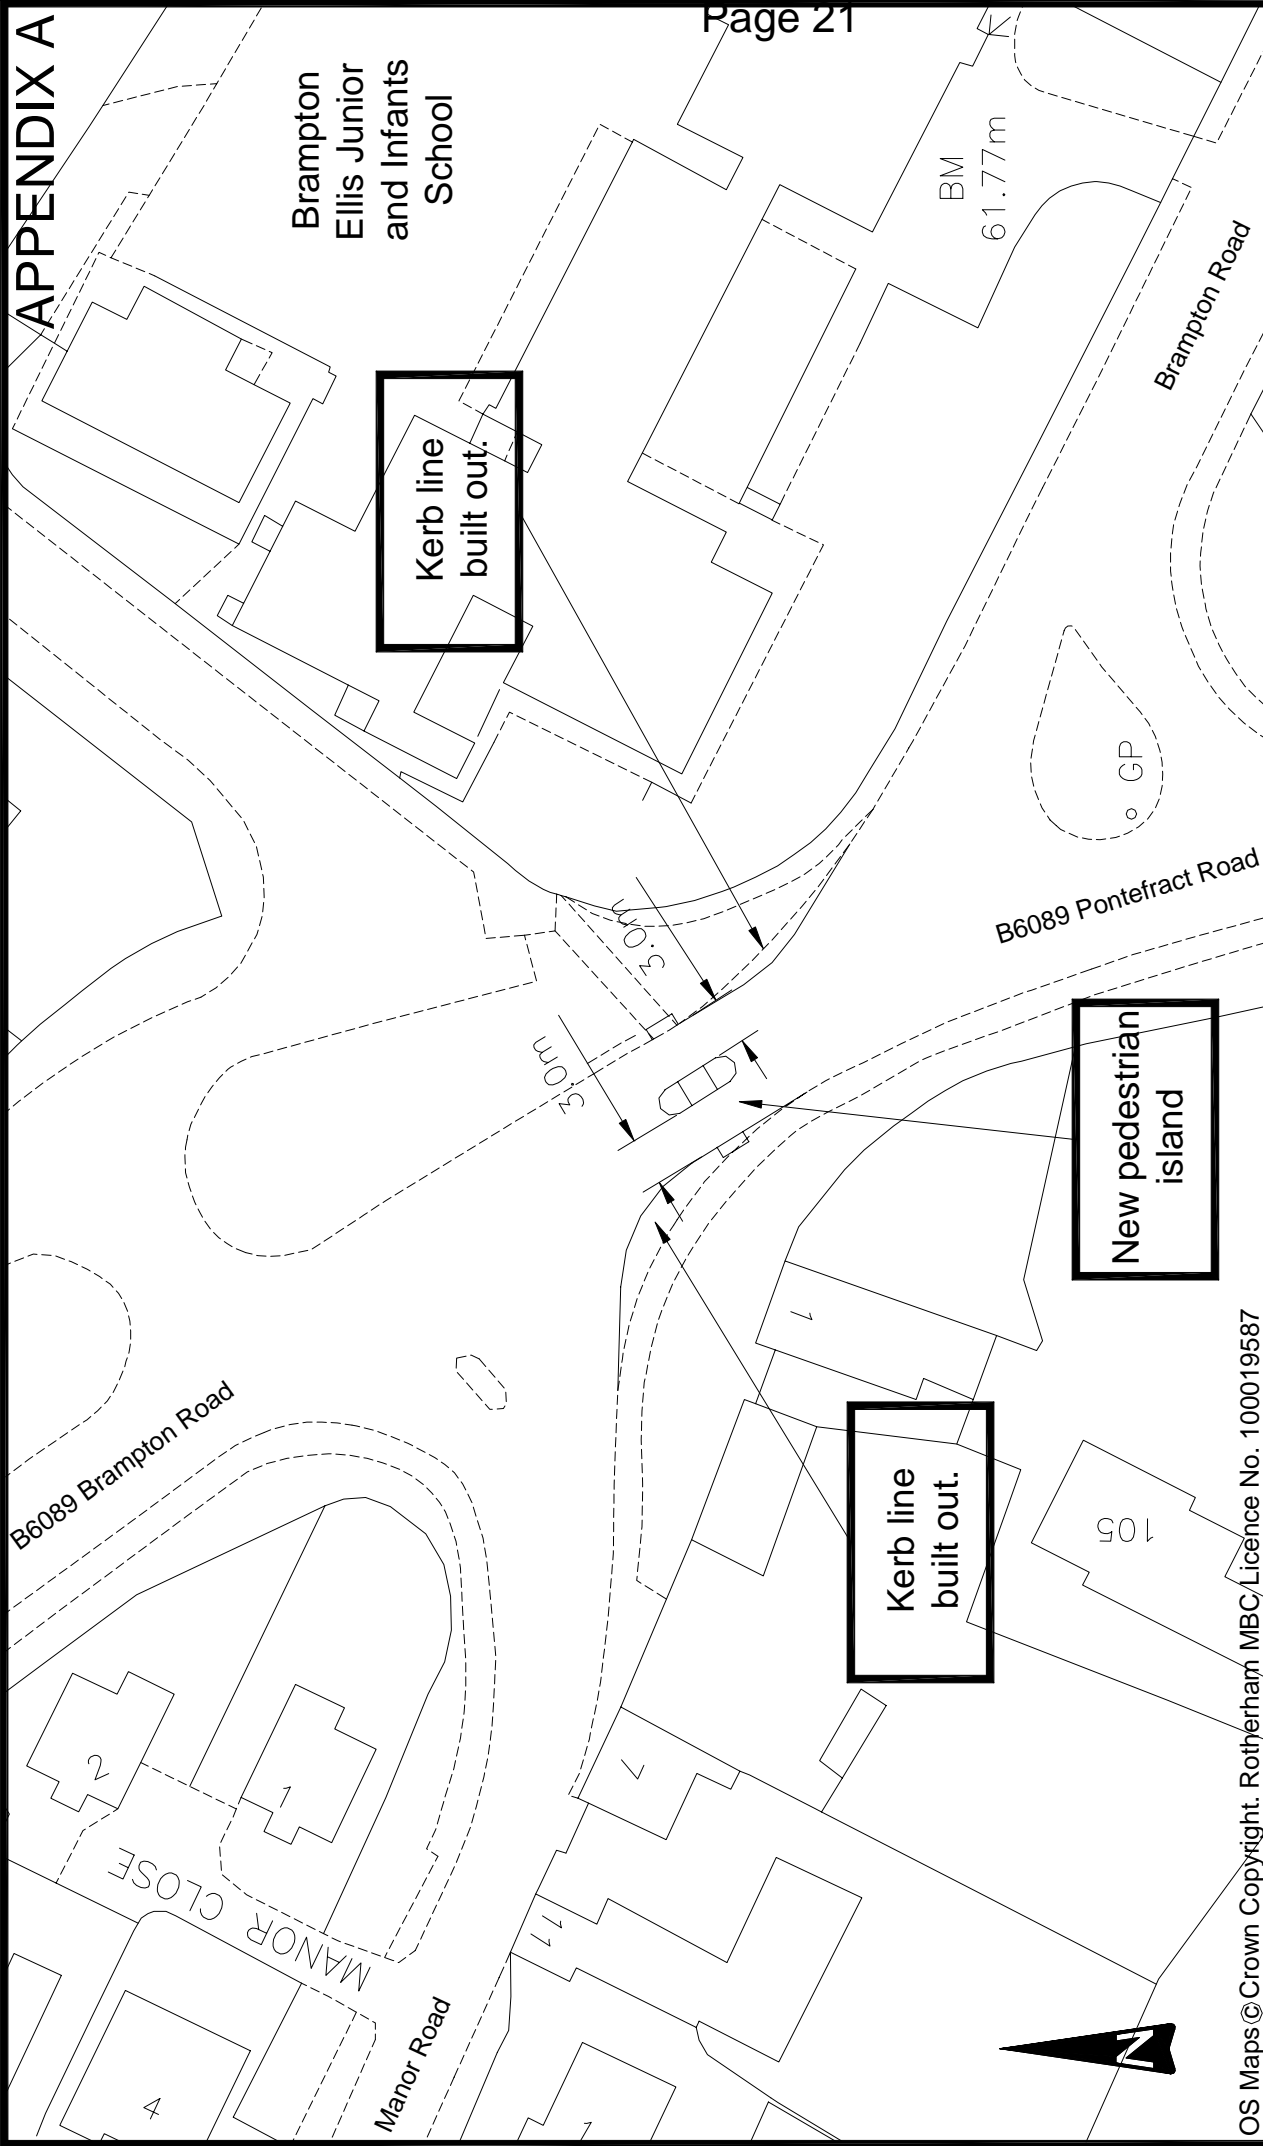 Page 21
APPENDIX A
Brampton
Ellis Junior
and Infants
School
Kerb line
built out.
BM
61.77m
Brampton Road
GP
B6089 Pontefract Road
3.0m
3.0m
New pedestrian
island
B6089 Brampton Road
Kerb line
built out.
1
105
2
1
7
11
MANOR CLOSE
4
1
Manor Road
N
OS Maps © Crown Copyright. Rotherham MBC Licence No. 100019587